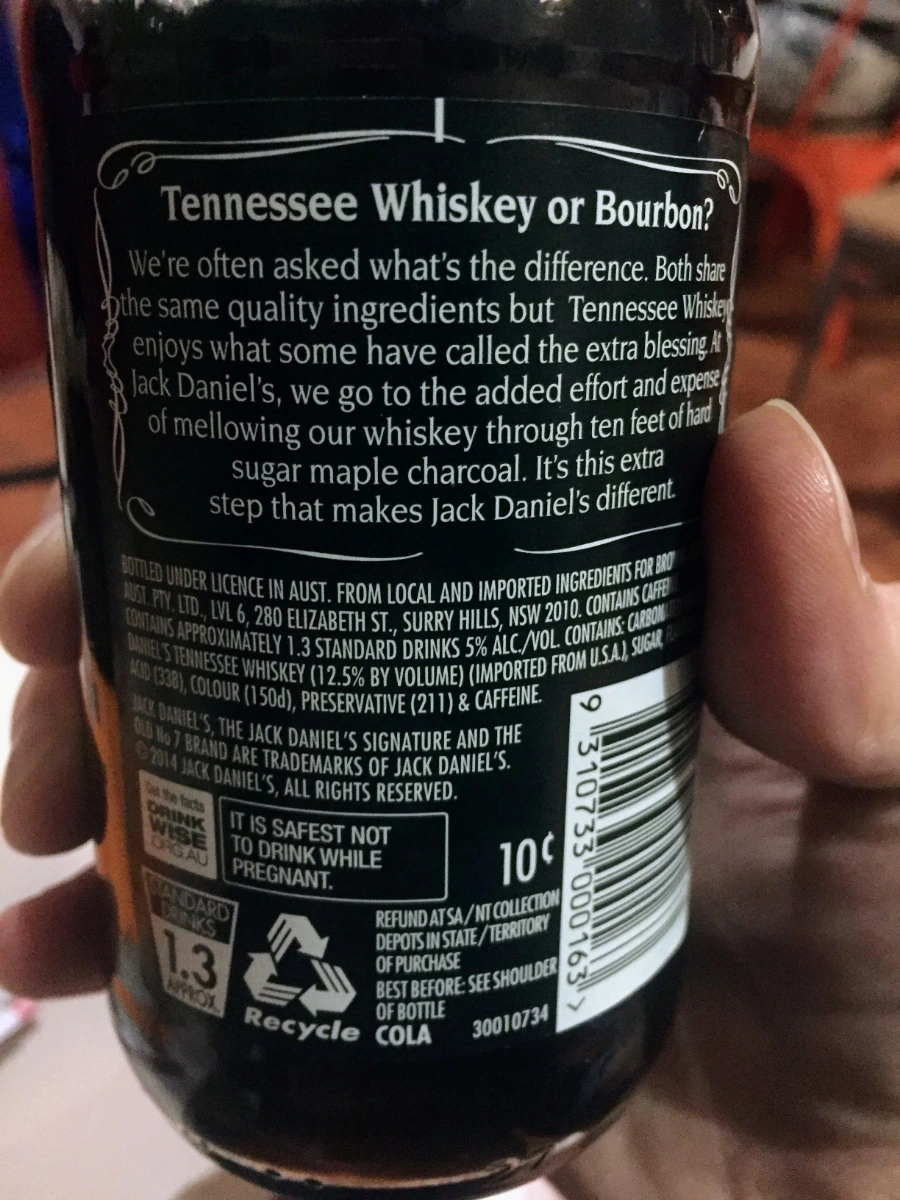 Tennessee Whiskey or Bourbon?
We're often asked what's the difference. Both share
the same quality ingredients but Tennessee Whiskey
enjoys what some have called the extra blessing. At
Jack Daniel's, we go to the added effort and expense
of mellowing our whiskey through ten feet of hard
sugar maple charcoal. It's this extra
step that makes Jack Daniel's different.
BOTTLED UNDER LICENCE IN AUST. FROM LOCAL AND IMPORTED INGREDIENTS FOR
AUST. PTY. LTD., LVL 6, 280 ELIZABETH ST., SURRY HILLS, NSW 2010. CONTAINS
CONTAINS APPROXIMATELY 1.3 STANDARD DRINKS 5% ALC./VOL. CONTAINS:
DANIEL'S TENNESSEE WHISKEY (12.5% BY VOLUME) (IMPORTED FROM U.S.A.), SUGAR,
ACID (338), COLOUR (150d), PRESERVATIVE (211) & CAFFEINE.
JACK DANIEL'S, THE JACK DANIEL'S SIGNATURE AND THE
OLD No 7 BRAND ARE TRADEMARKS OF JACK DANIEL'S.
© 2014 JACK DANIEL'S, ALL RIGHTS RESERVED.
Get the facts
DRINK
WISE
.ORG.AU
IT IS SAFEST NOT
TO DRINK WHILE
PREGNANT.
10¢
STANDARD
DRINKS
1.3
APPROX.
Recycle
REFUND AT SA/NT COLLECTION
DEPOTS IN STATE/TERRITORY
OF PURCHASE
BEST BEFORE: SEE SHOULDER
OF BOTTLE
COLA 30010734
9 310733 000163 >